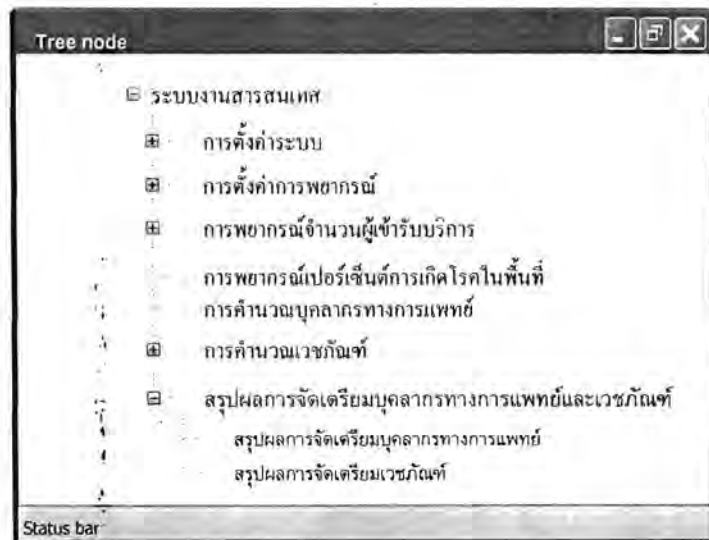 Tree node
ระบบงานสารสนเทศ
การตั้งค่าระบบ
การตั้งค่าการพยากรณ์
การพยากรณ์จำนวนผู้เข้ารับบริการ
การพยากรณ์เปอร์เซ็นต์การเกิดโรคในพื้นที่
การคำนวณบุคลากรทางการแพทย์
การคำนวณเวชภัณฑ์
สรุปผลการจัดเตรียมบุคลากรทางการแพทย์และเวชภัณฑ์
สรุปผลการจัดเตรียมบุคลากรทางการแพทย์
สรุปผลการจัดเตรียมเวชภัณฑ์
Status bar